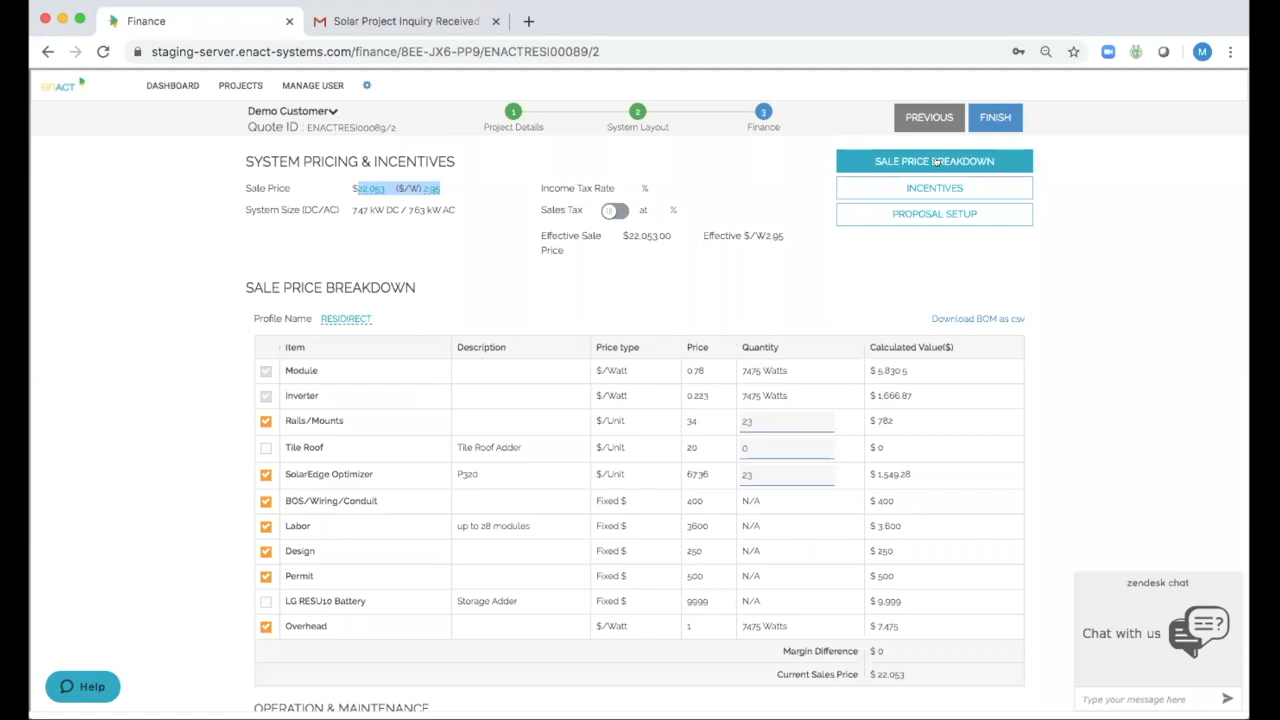 Finance
Solar Project Inquiry Received
staging-server.enact-systems.com/finance/8EE-JX6-PP9/ENACTRESI00089/2
M
enACT
DASHBOARD PROJECTS MANAGE USER
Demo Customer
Quote ID : ENACTRESI00089/2
1 2 3
Project Details System Layout Finance
PREVIOUS FINISH
SYSTEM PRICING & INCENTIVES
Sale Price $22,053 ($/W) 2.95
System Size (DC/AC) 7.47 kW DC / 7.63 kW AC
Income Tax Rate %
Sales Tax at %
Effective Sale Price $22,053.00 Effective $/W2.95
SALE PRICE BREAKDOWN
INCENTIVES
PROPOSAL SETUP
SALE PRICE BREAKDOWN
Profile Name RESIDIRECT Download BOM as csv
Item Description Price type Price Quantity Calculated Value($)
Module $/Watt 0.78 7475 Watts $ 5,830.5
Inverter $/Watt 0.223 7475 Watts $ 1,666.87
Rails/Mounts $/Unit 34 23 $ 782
Tile Roof Tile Roof Adder $/Unit 20 0 $ 0
SolarEdge Optimizer P320 $/Unit 67.36 23 $ 1,549.28
BOS/Wiring/Conduit Fixed $ 400 N/A $ 400
Labor up to 28 modules Fixed $ 3600 N/A $ 3,600
Design Fixed $ 250 N/A $ 250
Permit Fixed $ 500 N/A $ 500
LG RESU10 Battery Storage Adder Fixed $ 9999 N/A $ 9,999
Overhead $/Watt 1 7475 Watts $ 7,475
Margin Difference $ 0
Current Sales Price $ 22,053
OPERATION & MAINTENANCE
Help
zendesk chat
Chat with us
Type your message here